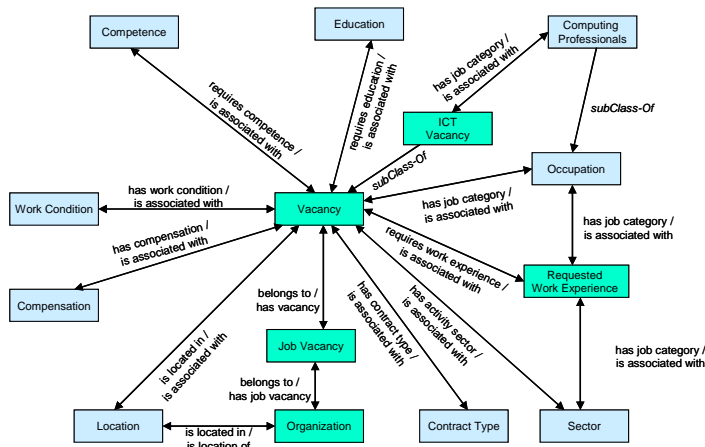 Competence
Education
Computing
Professionals
has job category /
is associated with
requires competence /
is associated with
requires education /
is associated with
ICT
Vacancy
subClass-Of
subClass-Of
Occupation
Work Condition
has work condition /
is associated with
Vacancy
has job category /
is associated with
has job category /
is associated with
has compensation /
is associated with
requires work experience /
is associated with
Requested
Work Experience
Compensation
belongs to /
has vacancy
has contract type /
is associated with
has activity sector /
is associated with
is located in /
is associated with
Job Vacancy
has job category /
is associated with
belongs to /
has job vacancy
Location
is located in /
is location of
Organization
Contract Type
Sector